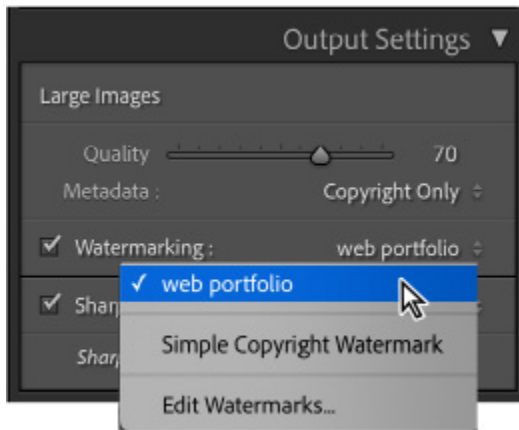 Output Settings
Large Images
Quality 70
Metadata : Copyright Only
Watermarking : web portfolio
web portfolio
Simple Copyright Watermark
Edit Watermarks...